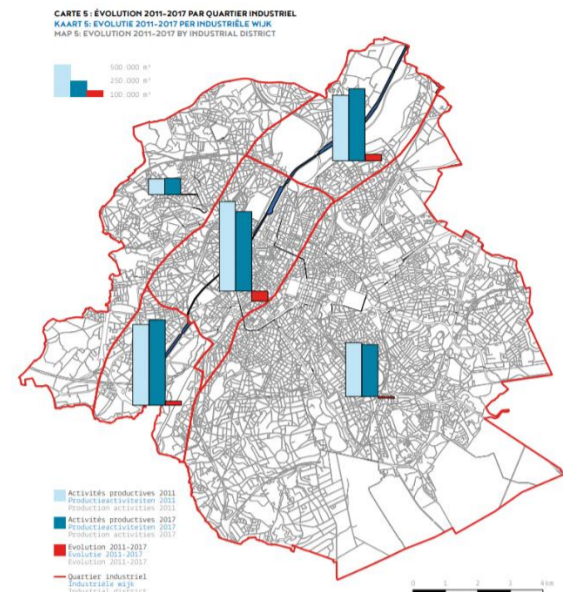 CARTE 5 : ÉVOLUTION 2011-2017 PAR QUARTIER INDUSTRIEL
KAART 5: EVOLUTIE 2011-2017 PER INDUSTRIËLE WIJK
MAP 5: EVOLUTION 2011-2017 BY INDUSTRIAL DISTRICT
500.000 m²
250.000 m²
100.000 m²
Activités productives 2011
Productieactiviteiten 2011
Production activities 2011
Activités productives 2017
Productieactiviteiten 2017
Production activities 2017
Evolution 2011-2017
Evolutie 2011-2017
Evolution 2011-2017
Quartier industriel
Industriële wijk
Industrial district
0 1 2 3 4 km